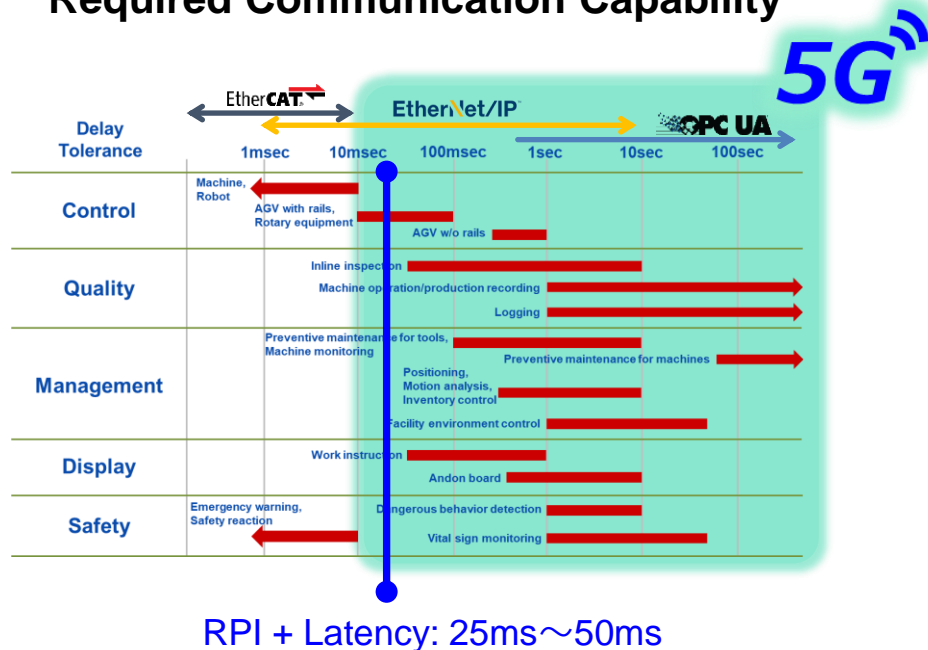 Required Communication Capability
5G
EtherCAT
EtherNet/IP™
OPC UA
Delay
Tolerance
1msec 10msec 100msec 1sec 10sec 100sec
Control
Machine,
Robot
AGV with rails,
Rotary equipment
AGV w/o rails
Quality
Inline inspection
Machine operation/production recording
Logging
Management
Preventive maintenance for tools,
Machine monitoring
Preventive maintenance for machines
Positioning,
Motion analysis,
Inventory control
Facility environment control
Display
Work instruction
Andon board
Safety
Emergency warning,
Safety reaction
Dangerous behavior detection
Vital sign monitoring
RPI + Latency: 25ms～50ms